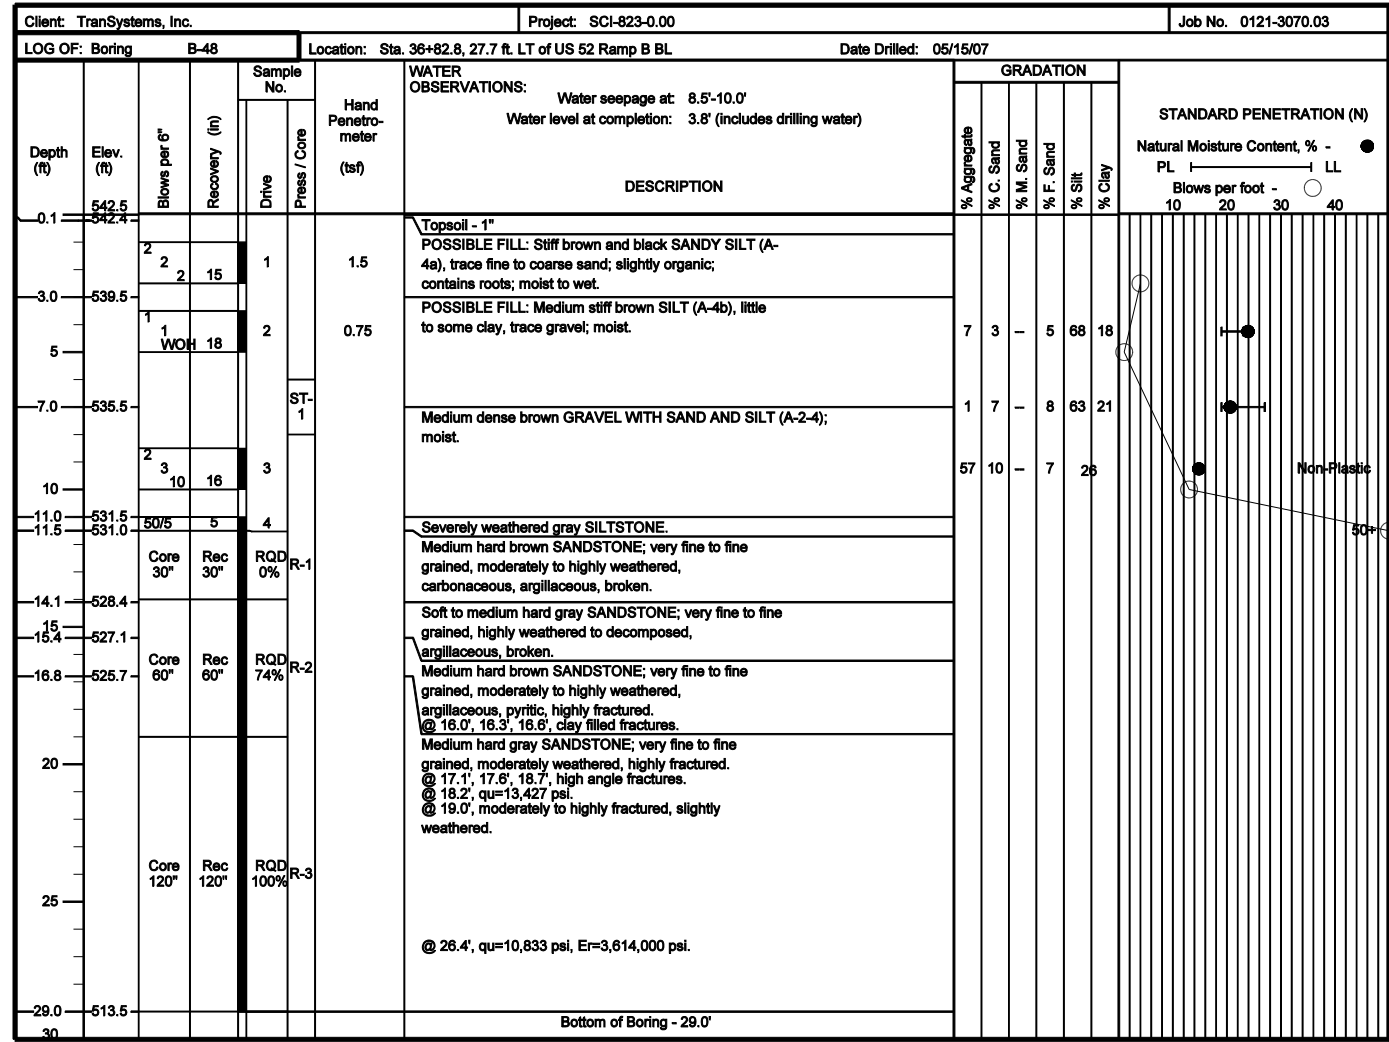 Client: TranSystems, Inc.
Project: SCI-823-0.00
Job No. 0121-3070.03
LOG OF: Boring B-48
Location: Sta. 36+82.8, 27.7 ft. LT of US 52 Ramp B BL
Date Drilled: 05/15/07
Depth
(ft)
Elev.
(ft)
542.5
Blows per 6"
Recovery (in)
Sample
No.
Drive
Press / Core
Hand
Penetro-
meter
(tsf)
WATER
OBSERVATIONS:
Water seepage at: 8.5'-10.0'
Water level at completion: 3.8' (includes drilling water)
DESCRIPTION
GRADATION
% Aggregate
% C. Sand
% M. Sand
% F. Sand
% Silt
% Clay
STANDARD PENETRATION (N)
Natural Moisture Content, % -
PL LL
Blows per foot -
10 20 30 40
0.1 542.4
Topsoil - 1"
POSSIBLE FILL: Stiff brown and black SANDY SILT (A-
4a), trace fine to coarse sand; slightly organic;
contains roots; moist to wet.
2
2
2 15 1 1.5
3.0 539.5
POSSIBLE FILL: Medium stiff brown SILT (A-4b), little
to some clay, trace gravel; moist.
1
1
WOH 18 2 0.75
7 3 -- 5 68 18
5
ST-
1
7.0 535.5
1 7 -- 8 63 21
Medium dense brown GRAVEL WITH SAND AND SILT (A-2-4);
moist.
2
3
10 16 3
57 10 -- 7 26
Non-Plastic
10
11.0 531.5
50/5 5 4
11.5 531.0
Severely weathered gray SILTSTONE.
50+
Medium hard brown SANDSTONE; very fine to fine
grained, moderately to highly weathered,
carbonaceous, argillaceous, broken.
Core
30"
Rec
30"
RQD
0%
R-1
14.1 528.4
Soft to medium hard gray SANDSTONE; very fine to fine
grained, highly weathered to decomposed,
argillaceous, broken.
15
15.4 527.1
Core
60"
Rec
60"
RQD
74%
R-2
16.8 525.7
Medium hard brown SANDSTONE; very fine to fine
grained, moderately to highly weathered,
argillaceous, pyritic, highly fractured.
@ 16.0', 16.3', 16.6', clay filled fractures.
Medium hard gray SANDSTONE; very fine to fine
grained, moderately weathered, highly fractured.
@ 17.1', 17.6', 18.7', high angle fractures.
@ 18.2', qu=13,427 psi.
@ 19.0', moderately to highly fractured, slightly
weathered.
20
Core
120"
Rec
120"
RQD
100%
R-3
25
@ 26.4', qu=10,833 psi, Er=3,614,000 psi.
29.0 513.5
Bottom of Boring - 29.0'
30